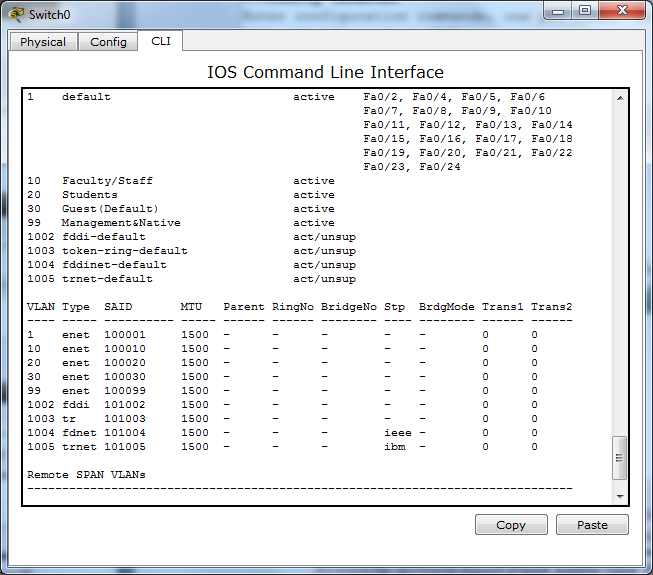 Switch0
Enter configuration commands, one
Physical Config CLI
IOS Command Line Interface
1    default                          active    Fa0/2, Fa0/4, Fa0/5, Fa0/6
                                                Fa0/7, Fa0/8, Fa0/9, Fa0/10
                                                Fa0/11, Fa0/12, Fa0/13, Fa0/14
                                                Fa0/15, Fa0/16, Fa0/17, Fa0/18
                                                Fa0/19, Fa0/20, Fa0/21, Fa0/22
                                                Fa0/23, Fa0/24
10   Faculty/Staff                    active
20   Students                         active
30   Guest(Default)                   active
99   Management&Native                active
1002 fddi-default                     act/unsup
1003 token-ring-default               act/unsup
1004 fddinet-default                  act/unsup
1005 trnet-default                    act/unsup
VLAN Type  SAID       MTU   Parent RingNo BridgeNo Stp  BrdgMode Trans1 Trans2
---- ----- ---------- ----- ------ ------ -------- ---- -------- ------ ------
1    enet  100001     1500  -      -      -        -    -        0      0
10   enet  100010     1500  -      -      -        -    -        0      0
20   enet  100020     1500  -      -      -        -    -        0      0
30   enet  100030     1500  -      -      -        -    -        0      0
99   enet  100099     1500  -      -      -        -    -        0      0
1002 fddi  101002     1500  -      -      -        -    -        0      0
1003 tr    101003     1500  -      -      -        -    -        0      0
1004 fdnet 101004     1500  -      -      -        ieee -        0      0
1005 trnet 101005     1500  -      -      -        ibm  -        0      0
Remote SPAN VLANs
------------------------------------------------------------------------------
Copy Paste